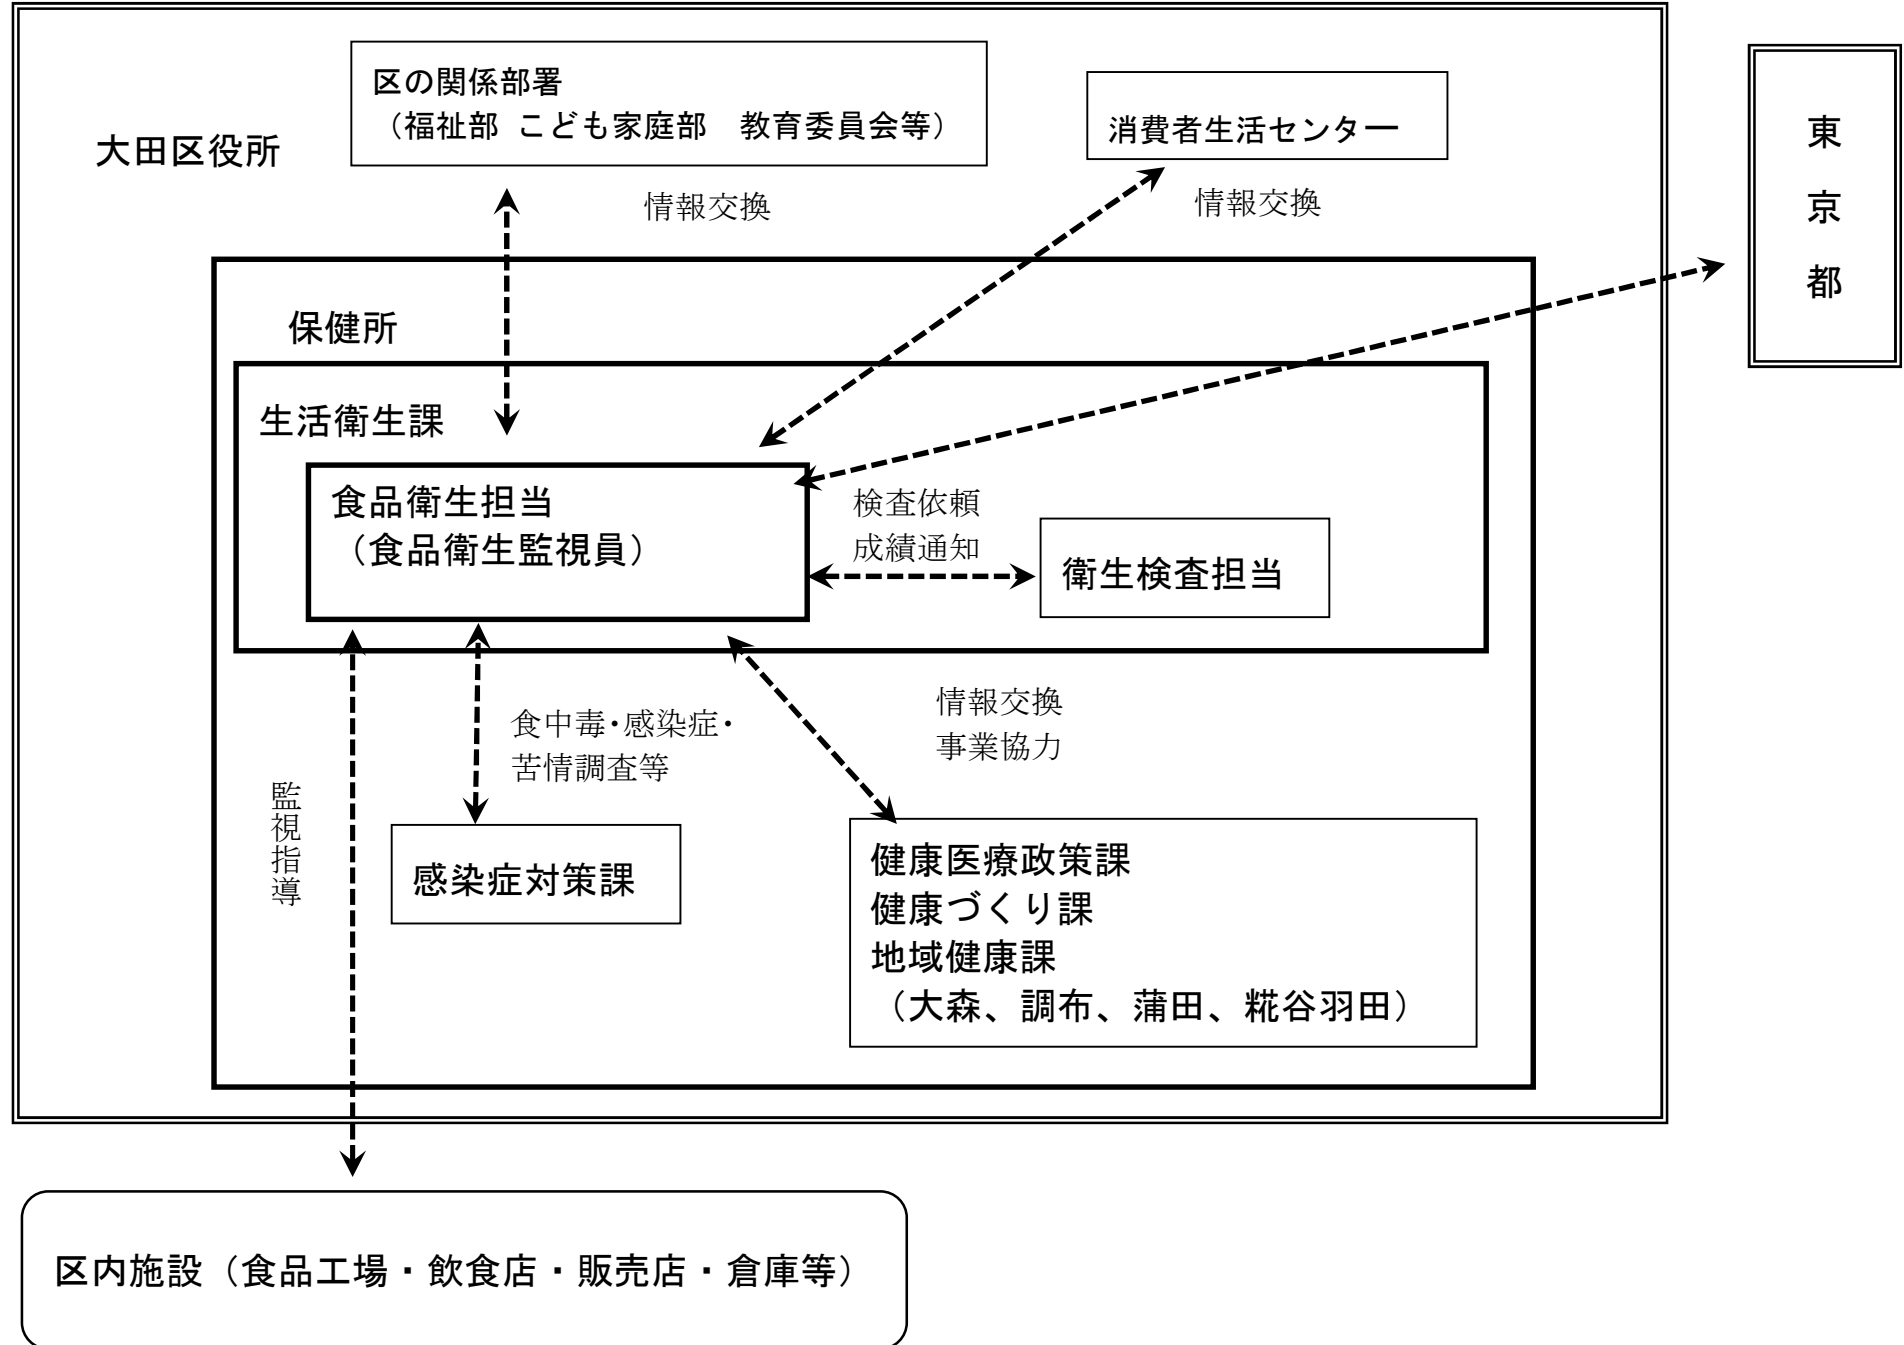 区の関係部署
（福祉部 こども家庭部　教育委員会等）
消費者生活センター
東京都
大田区役所
情報交換
情報交換
保健所
生活衛生課
食品衛生担当
（食品衛生監視員）
検査依頼
成績通知
衛生検査担当
食中毒・感染症・
苦情調査等
情報交換
事業協力
監視指導
感染症対策課
健康医療政策課
健康づくり課
地域健康課
（大森、調布、蒲田、糀谷羽田）
区内施設（食品工場・飲食店・販売店・倉庫等）